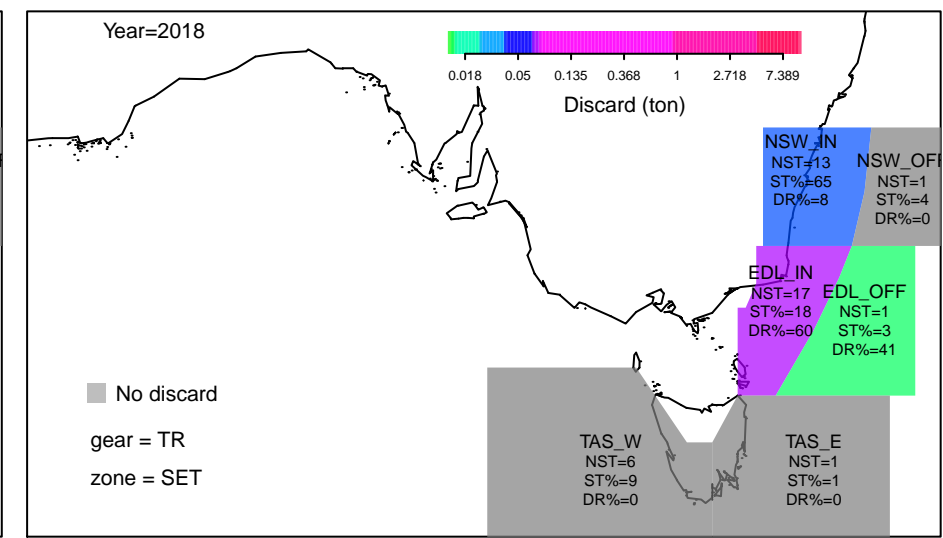 Year=2018
0.018 0.05 0.135 0.368 1 2.718 7.389
Discard (ton)
NSW_IN
NST=13
ST%=65
DR%=8
NSW_OFF
NST=1
ST%=4
DR%=0
EDL_IN
NST=17
ST%=18
DR%=60
EDL_OFF
NST=1
ST%=3
DR%=41
No discard
gear = TR
zone = SET
TAS_W
NST=6
ST%=9
DR%=0
TAS_E
NST=1
ST%=1
DR%=0